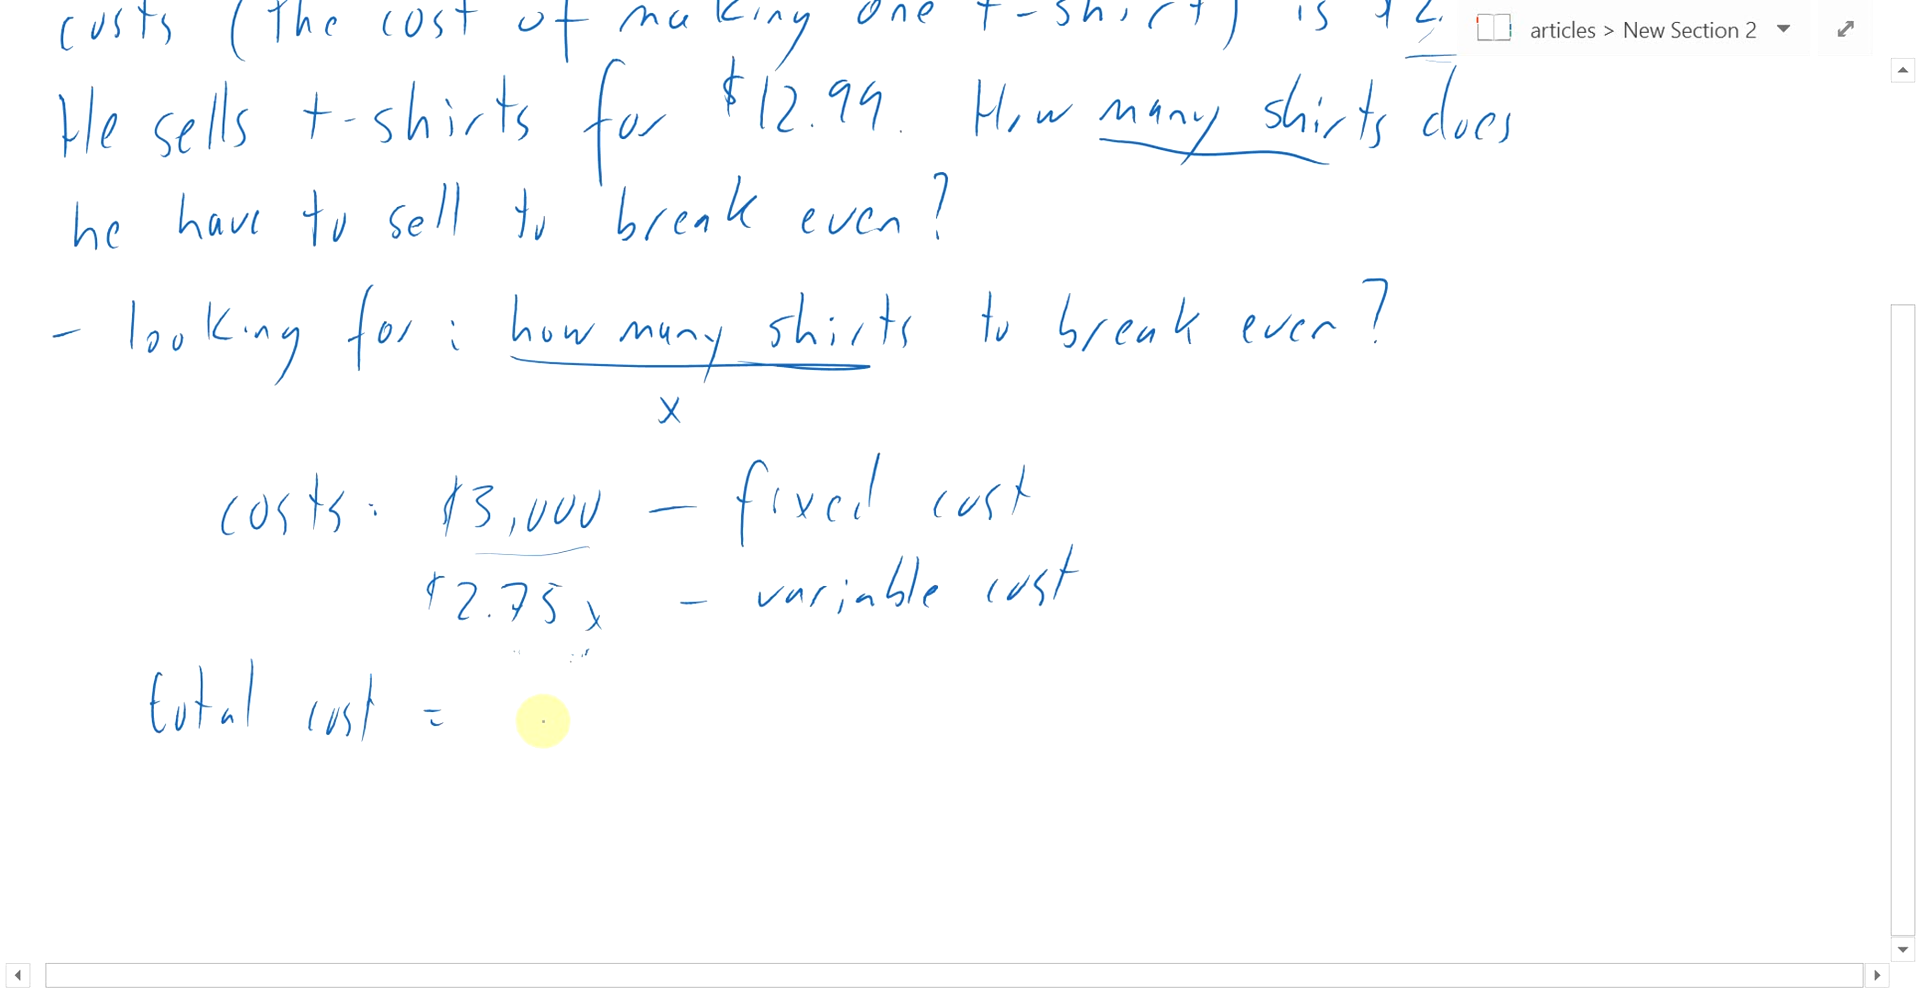 costs (the cost of making one t-shirt) is $2.
articles > New Section 2
He sells t-shirts for $12.99. How many shirts does
he have to sell to break even?
- looking for: how many shirts to break even?
x
costs: $3,000 - fixed cost
$2.75x - variable cost
total cost =